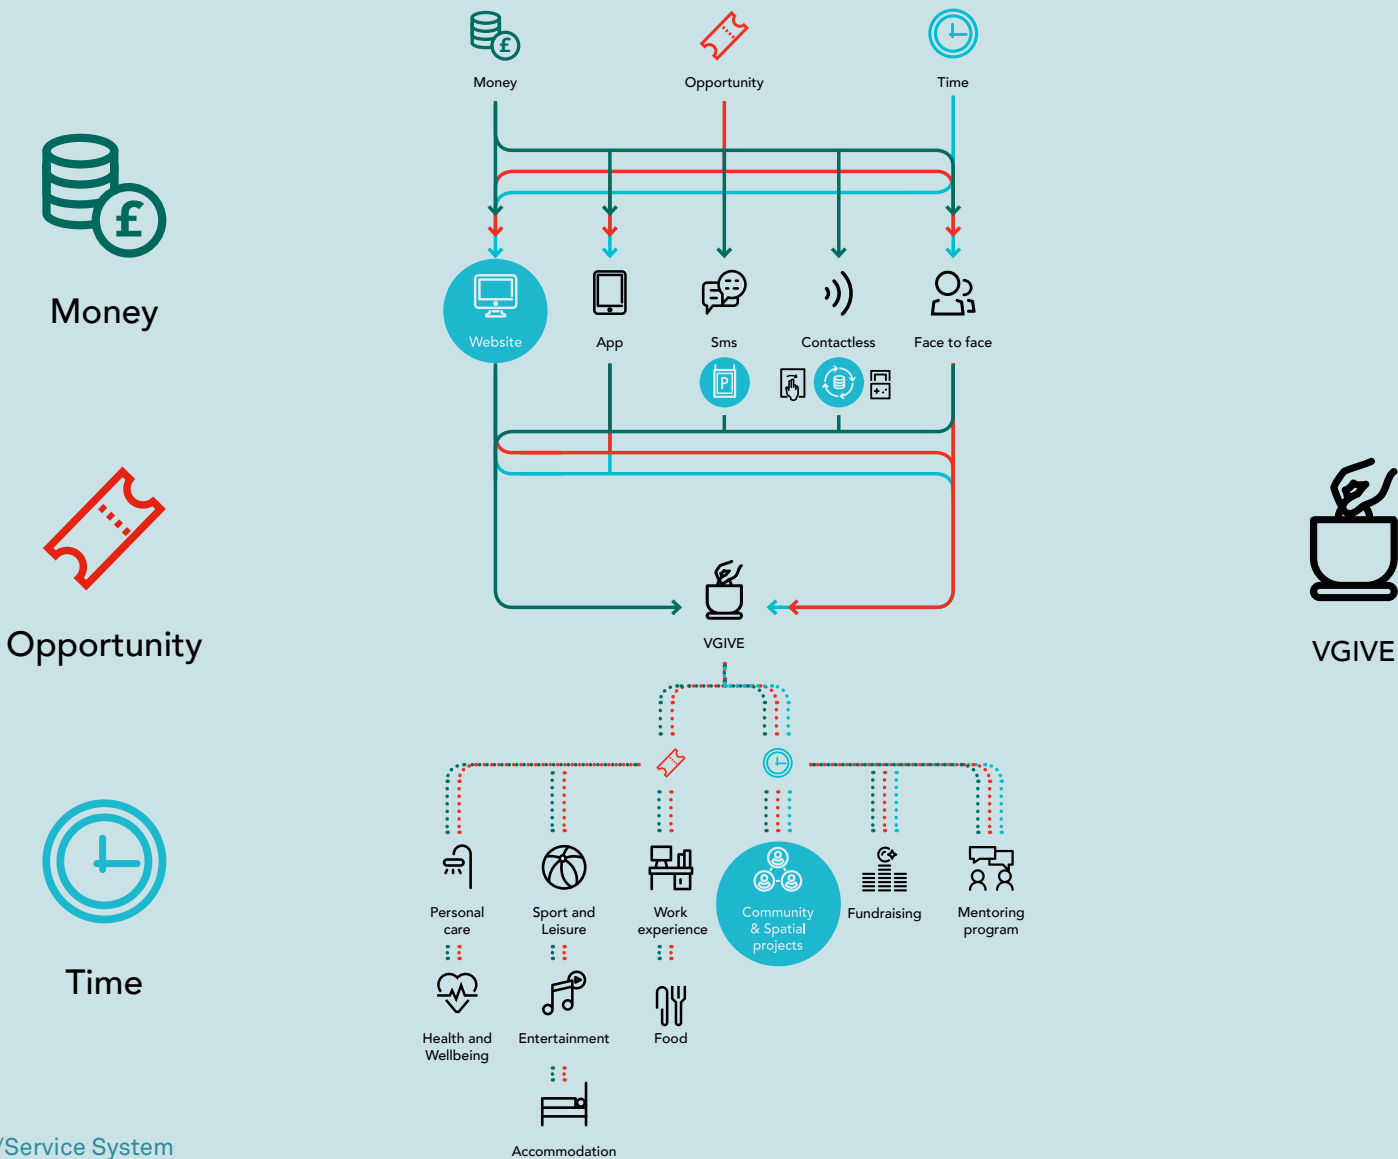 Money
Opportunity
Time
Money
Website
App
Sms
Contactless
Face to face
P
£
£
Opportunity
VGIVE
VGIVE
Time
Personal
care
Sport and
Leisure
Work
experience
Community
& Spatial
projects
Fundraising
Mentoring
program
Health and
Wellbeing
Entertainment
Food
Accommodation
/Service System